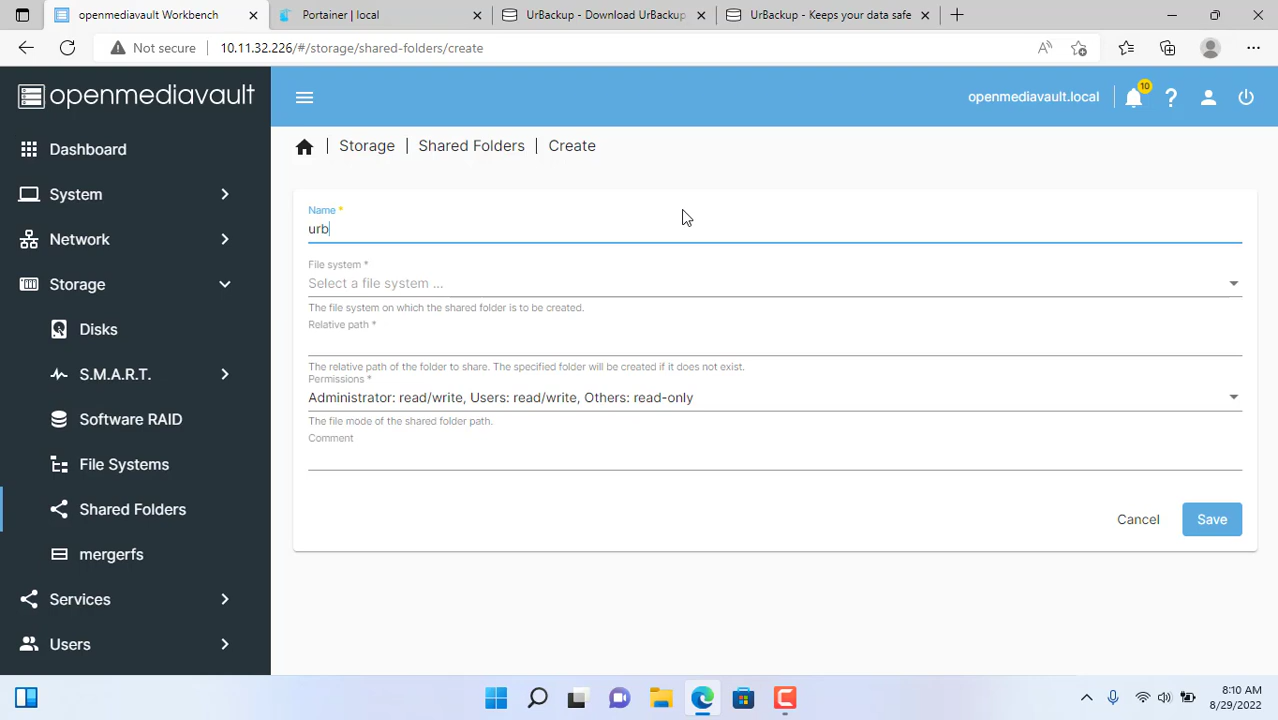 openmediavault Workbench
Portainer | local
UrBackup - Download UrBackup
UrBackup - Keeps your data safe
Not secure
10.11.32.226/#/storage/shared-folders/create
openmediavault
openmediavault.local
10
Dashboard
System
Network
Storage
Disks
S.M.A.R.T.
Software RAID
File Systems
Shared Folders
mergerfs
Services
Users
Storage | Shared Folders | Create
Name *
urb
File system *
Select a file system ...
The file system on which the shared folder is to be created.
Relative path *
The relative path of the folder to share. The specified folder will be created if it does not exist.
Permissions *
Administrator: read/write, Users: read/write, Others: read-only
The file mode of the shared folder path.
Comment
Cancel
Save
8:10 AM
8/29/2022